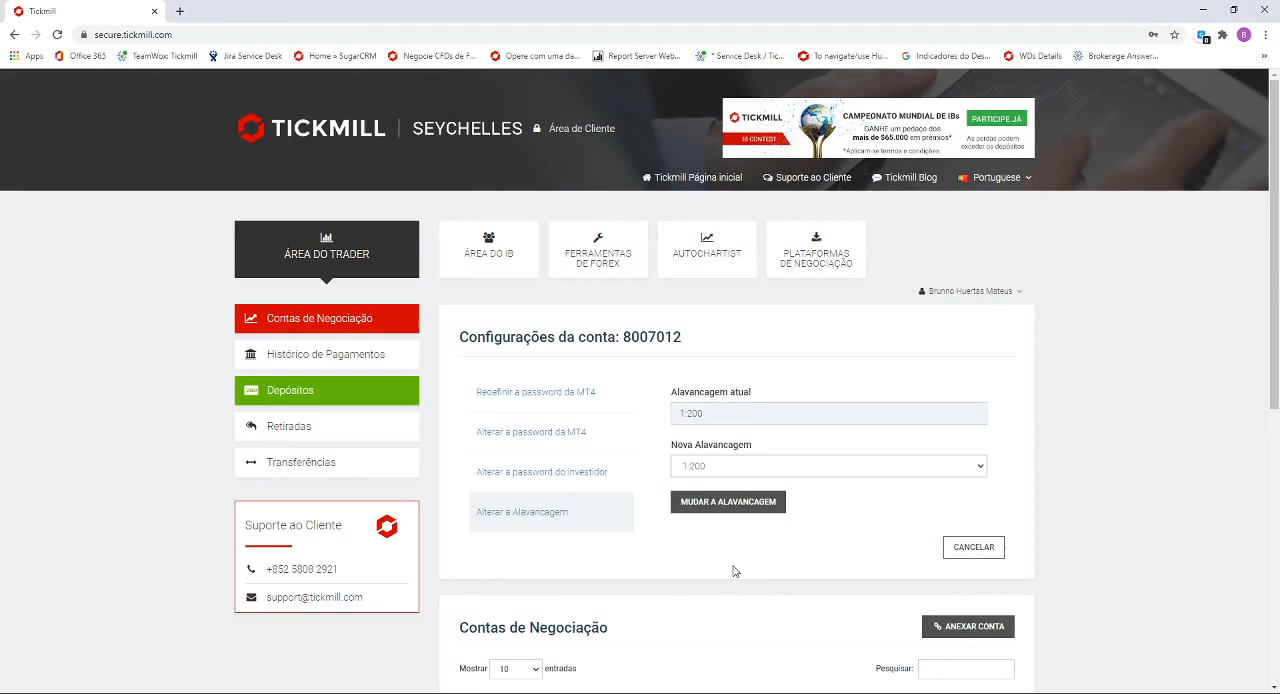 Tickmill
secure.tickmill.com
Apps
Office 365
TeamWox: Tickmill
Jira Service Desk
Home » SugarCRM
Negocie CFDs de F...
Opere com uma da...
Report Server Web...
* Service Desk / Tic...
To navigate/use Hu...
Indicadores do Des...
WDs Details
Brokerage Answer...
»
B
TICKMILL | SEYCHELLES Área de Cliente
TICKMILL
IB CONTEST
CAMPEONATO MUNDIAL DE IBs
GANHE um pedaço dos
mais de $65.000 em prêmios*
*Aplicam-se termos e condições.
PARTICIPE JÁ
As perdas podem
exceder os depósitos
Tickmill Página inicial
Suporte ao Cliente
Tickmill Blog
Portuguese
ÁREA DO TRADER
ÁREA DO IB
FERRAMENTAS
DE FOREX
AUTOCHARTIST
PLATAFORMAS
DE NEGOCIAÇÃO
Brunno Huertas Mateus
Contas de Negociação
Histórico de Pagamentos
Depósitos
Retiradas
Transferências
Suporte ao Cliente
+852 5808 2921
support@tickmill.com
Configurações da conta: 8007012
Redefinir a password da MT4
Alterar a password da MT4
Alterar a password do investidor
Alterar a Alavancagem
Alavancagem atual
1:200
Nova Alavancagem
1:200
MUDAR A ALAVANCAGEM
CANCELAR
Contas de Negociação
ANEXAR CONTA
Mostrar 10 entradas
Pesquisar: